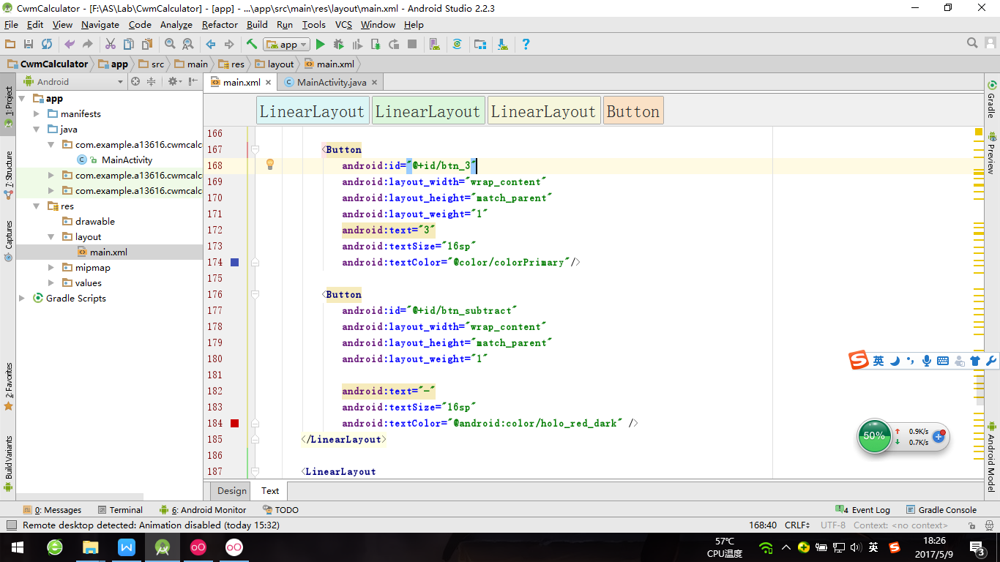 CwmCalculator - [F:\AS\Lab\CwmCalculator] - [app] - ...\app\src\main\res\layout\main.xml - Android Studio 2.2.3
File Edit View Navigate Code Analyze Refactor Build Run Tools VCS Window Help
app
CwmCalculator app src main res layout main.xml
Android
main.xml MainActivity.java
LinearLayout LinearLayout LinearLayout Button
1: Project
7: Structure
Captures
2: Favorites
Build Variants
app
manifests
java
com.example.a13616.cwmcalc
MainActivity
com.example.a13616.cwmcalc
com.example.a13616.cwmcalc
res
drawable
layout
main.xml
mipmap
values
Gradle Scripts
166
167 <Button
168 android:id="@+id/btn_3"
169 android:layout_width="wrap_content"
170 android:layout_height="match_parent"
171 android:layout_weight="1"
172 android:text="3"
173 android:textSize="16sp"
174 android:textColor="@color/colorPrimary"/>
175
176 <Button
177 android:id="@+id/btn_subtract"
178 android:layout_width="wrap_content"
179 android:layout_height="match_parent"
180 android:layout_weight="1"
181
182 android:text="-"
183 android:textSize="16sp"
184 android:textColor="@android:color/holo_red_dark" />
185 </LinearLayout>
186
187 <LinearLayout
Gradle
Preview
Android Model
英
50% 0.9K/s
0.7K/s
Design Text
0: Messages Terminal 6: Android Monitor TODO 4 Event Log Gradle Console
Remote desktop detected: Animation disabled (today 15:32) 168:40 CRLF UTF-8 Context: <no context>
57℃
CPU温度
英
18:26
2017/5/9
3